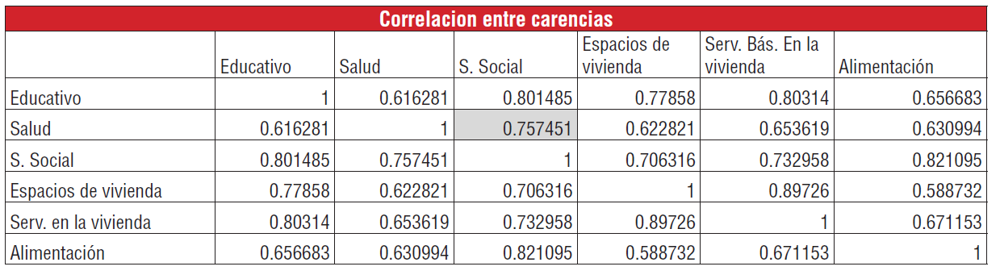 Correlacion entre carencias
Educativo Salud S. Social Espacios de vivienda Serv. Bás. En la vivienda Alimentación
Educativo 1 0.616281 0.801485 0.77858 0.80314 0.656683
Salud 0.616281 1 0.757451 0.622821 0.653619 0.630994
S. Social 0.801485 0.757451 1 0.706316 0.732958 0.821095
Espacios de vivienda 0.77858 0.622821 0.706316 1 0.89726 0.588732
Serv. en la vivienda 0.80314 0.653619 0.732958 0.89726 1 0.671153
Alimentación 0.656683 0.630994 0.821095 0.588732 0.671153 1